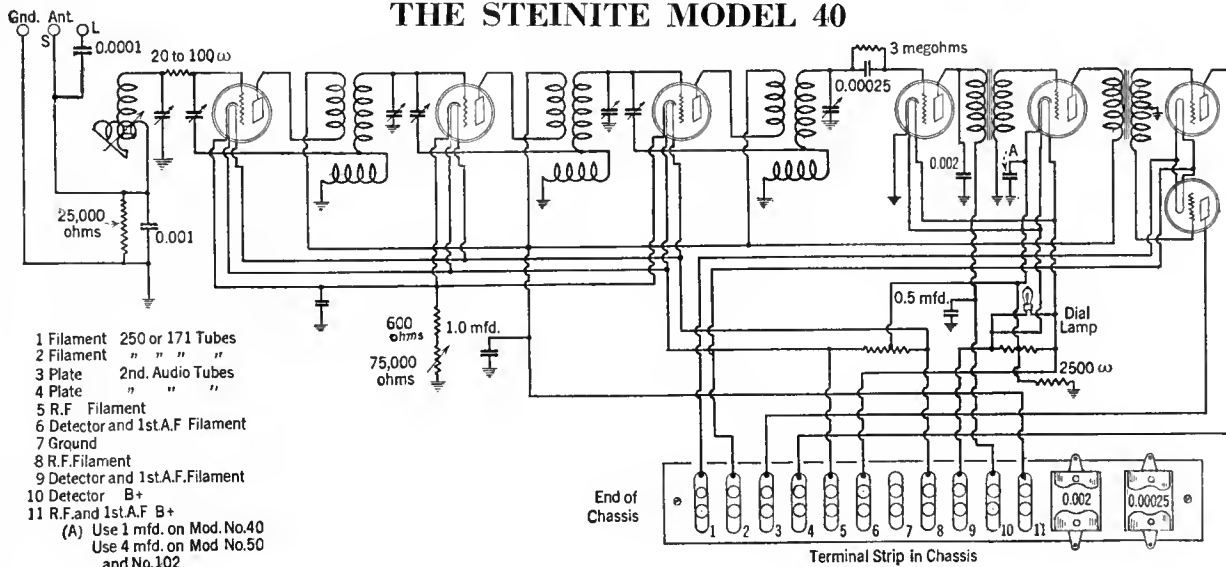 THE STEINITE MODEL 40
Gnd. Ant.
S
L
0.0001
20 to 100 ω
3 megohms
0.00025
0.002
A
25,000
ohms
0.001
600
ohms
1.0 mfd.
75,000
ohms
0.5 mfd.
Dial
Lamp
2500 ω
1 Filament 250 or 171 Tubes
2 Filament " " " "
3 Plate 2nd. Audio Tubes
4 Plate " " "
5 R.F Filament
6 Detector and 1st A.F Filament
7 Ground
8 R.F. Filament
9 Detector and 1st A.F. Filament
10 Detector B+
11 R.F. and 1st A.F B+
(A) Use 1 mfd. on Mod. No.40
Use 4 mfd. on Mod No.50
and No.102
End of
Chassis
1 2 3 4 5 6 7 8 9 10 11
0.002
0.00025
Terminal Strip in Chassis